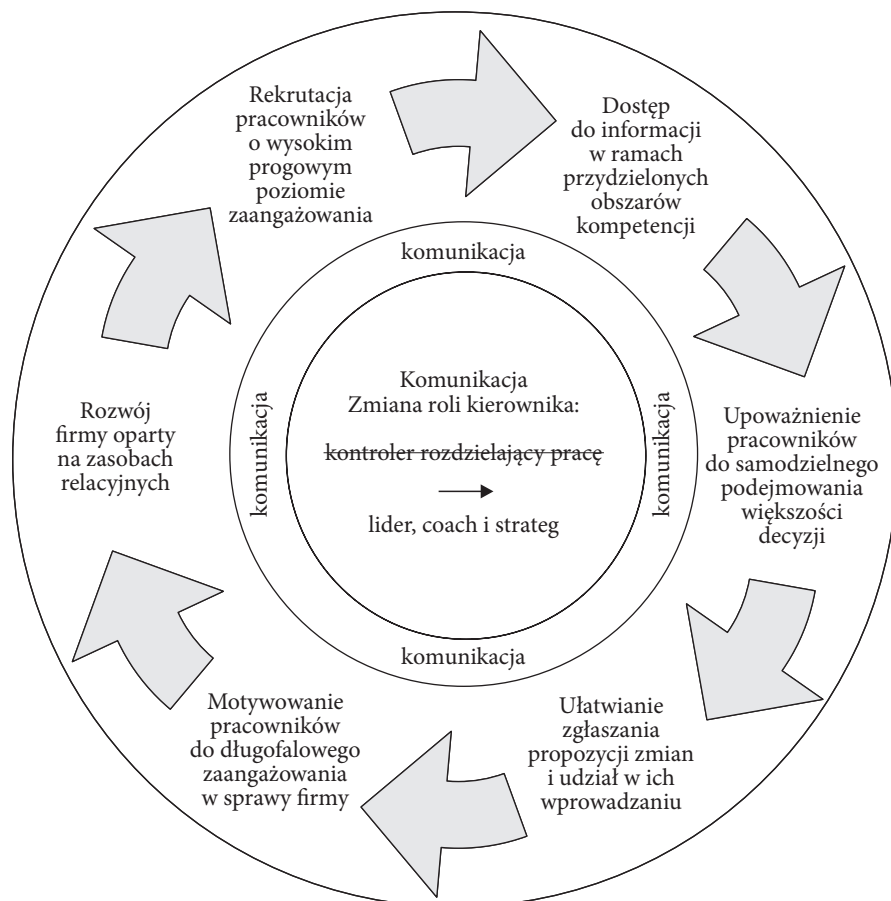 Rekrutacja
pracowników
o wysokim
progowym
poziomie
zaangażowania
Dostęp
do informacji
w ramach
przydzielonych
obszarów
kompetencji
Upoważnienie
pracowników
do samodzielnego
podejmowania
większości
decyzji
Ułatwianie
zgłaszania
propozycji zmian
i udział w ich
wprowadzaniu
Motywowanie
pracowników
do długofalowego
zaangażowania
w sprawy firmy
Rozwój
firmy oparty
na zasobach
relacyjnych
komunikacja
komunikacja
komunikacja
komunikacja
Komunikacja
Zmiana roli kierownika:
kontroler rozdzielający pracę
lider, coach i strateg